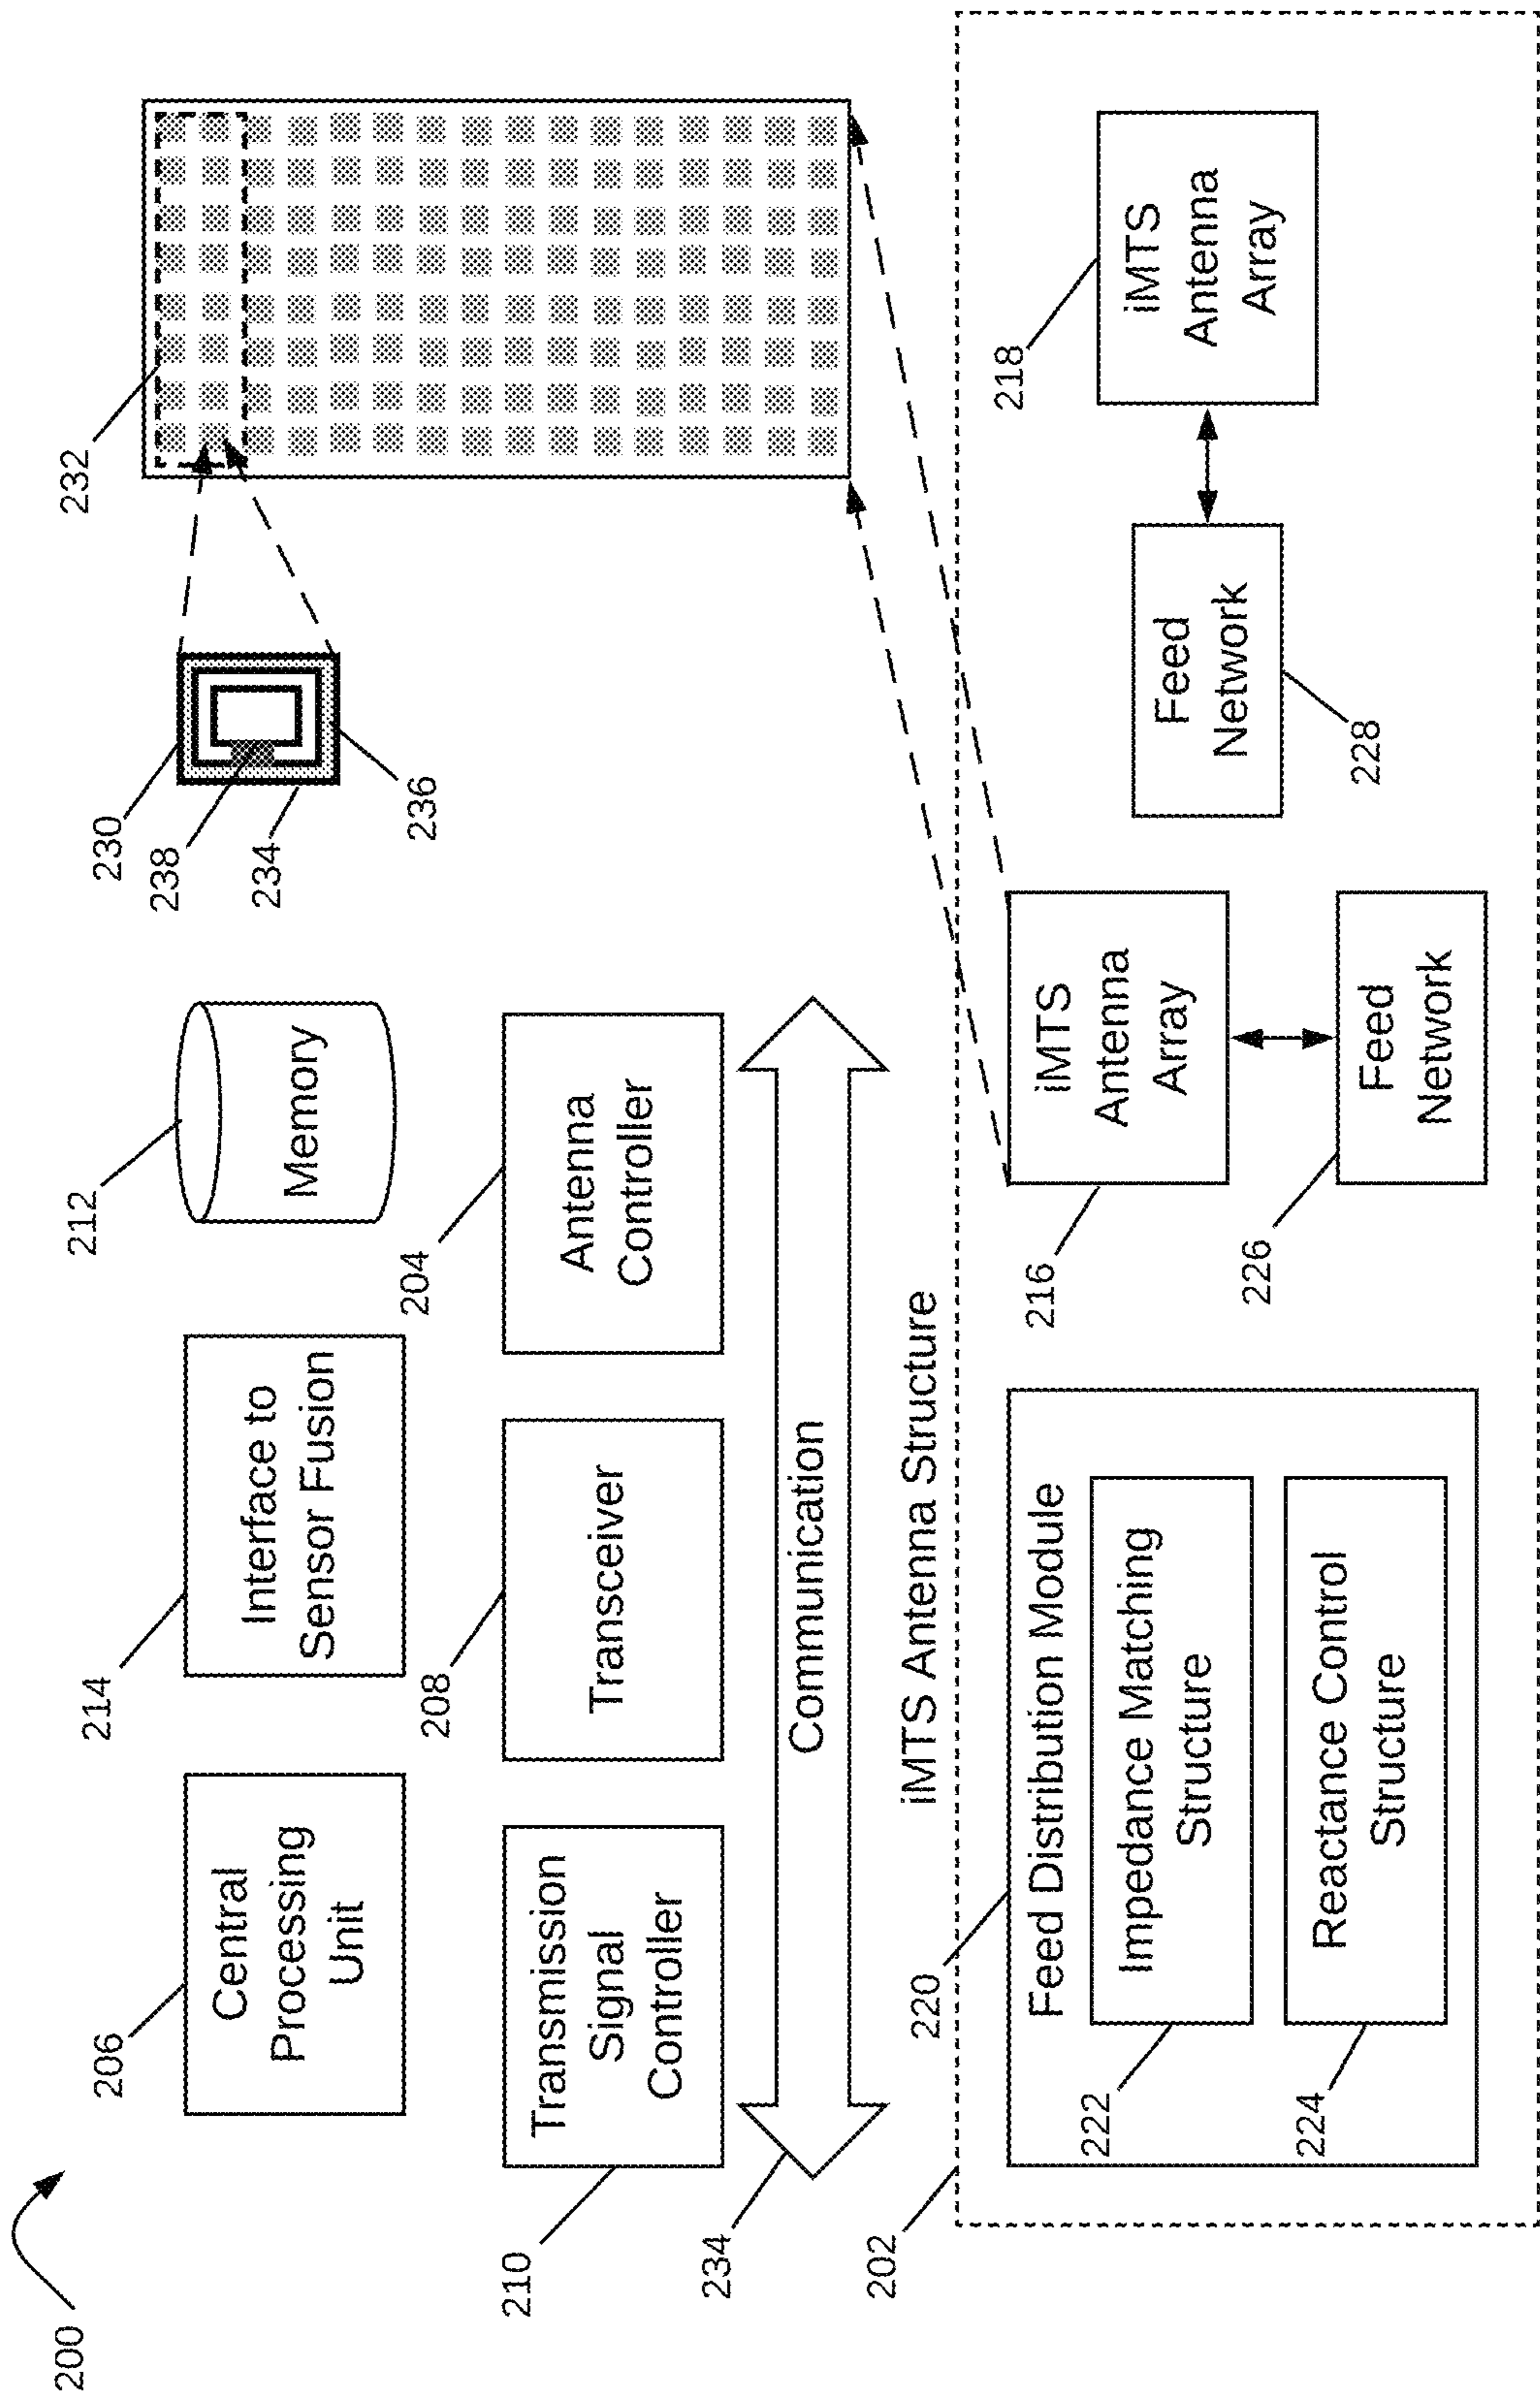 200
206
Central
Processing
Unit
214
Interface to
Sensor Fusion
212
Memory
230
238
234
236
232
210
Transmission
Signal
Controller
208
Transceiver
204
Antenna
Controller
234
Communication
202
iMTS Antenna Structure
220
Feed Distribution Module
222
Impedance Matching
Structure
224
Reactance Control
Structure
216
iMTS
Antenna
Array
226
Feed
Network
228
Feed
Network
218
iMTS
Antenna
Array